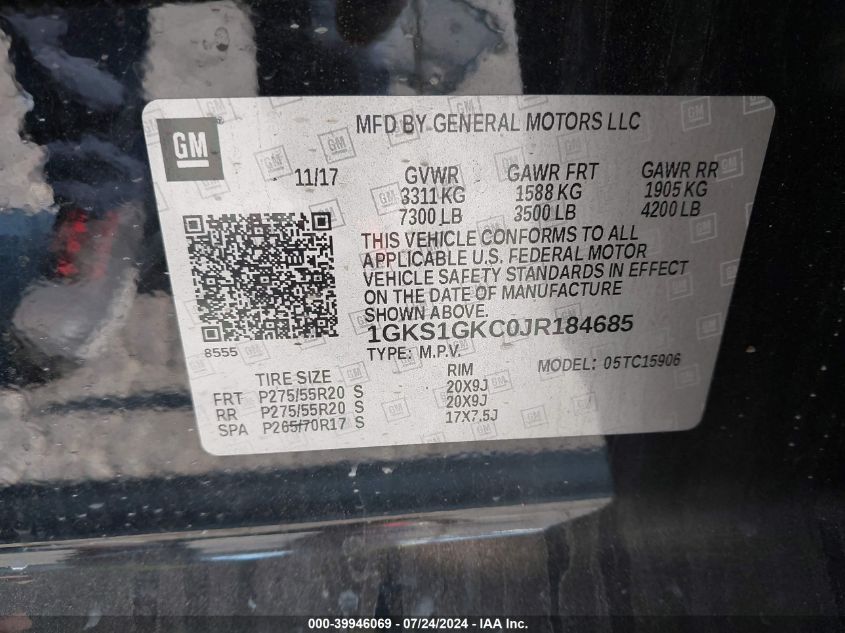 GM
MFD BY GENERAL MOTORS LLC
11/17 GVWR GAWR FRT GAWR RR
3311 KG 1588 KG 1905 KG
7300 LB 3500 LB 4200 LB
THIS VEHICLE CONFORMS TO ALL
APPLICABLE U.S. FEDERAL MOTOR
VEHICLE SAFETY STANDARDS IN EFFECT
ON THE DATE OF MANUFACTURE
SHOWN ABOVE.
1GKS1GKC0JR184685
8555
TYPE: M.P.V. MODEL: 05TC15906
TIRE SIZE RIM
FRT P275/55R20 S 20X9J
RR P275/55R20 S 20X9J
SPA P265/70R17 S 17X7.5J
000-39946069 - 07/24/2024 - IAA Inc.